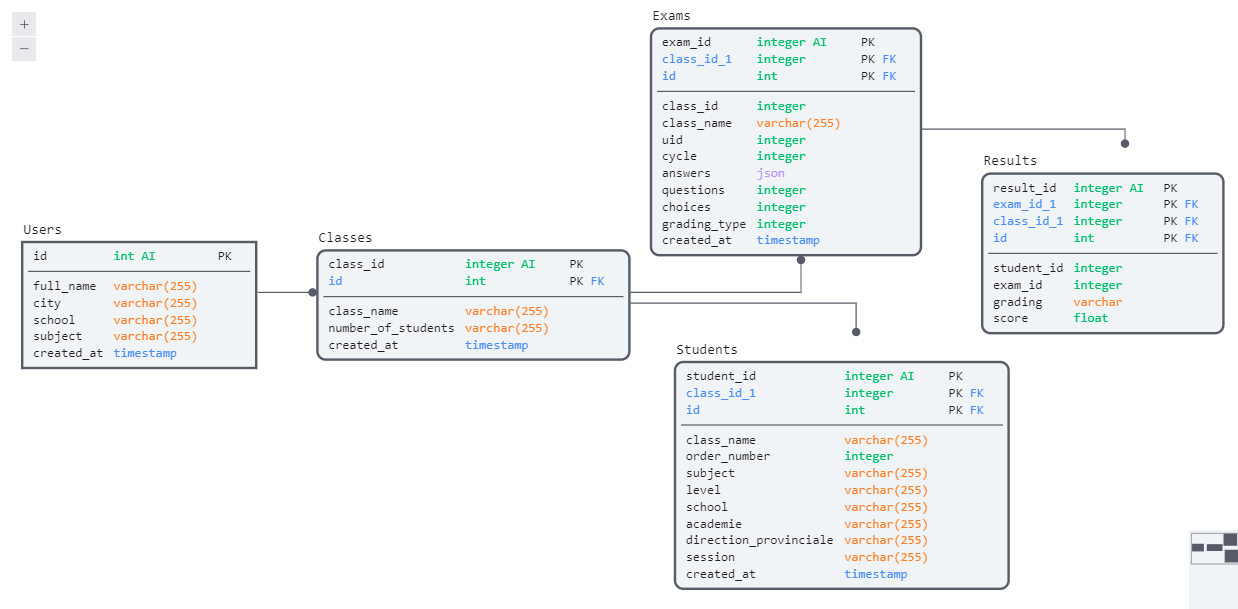 +
−
Users
id int AI PK
full_name varchar(255)
city varchar(255)
school varchar(255)
subject varchar(255)
created_at timestamp
Classes
class_id integer AI PK
id int PK FK
class_name varchar(255)
number_of_students varchar(255)
created_at timestamp
Exams
exam_id integer AI PK
class_id_1 integer PK FK
id int PK FK
class_id integer
class_name varchar(255)
uid integer
cycle integer
answers json
questions integer
choices integer
grading_type integer
created_at timestamp
Results
result_id integer AI PK
exam_id_1 integer PK FK
class_id_1 integer PK FK
id int PK FK
student_id integer
exam_id integer
grading varchar
score float
Students
student_id integer AI PK
class_id_1 integer PK FK
id int PK FK
class_name varchar(255)
order_number integer
subject varchar(255)
level varchar(255)
school varchar(255)
academie varchar(255)
direction_provinciale varchar(255)
session varchar(255)
created_at timestamp